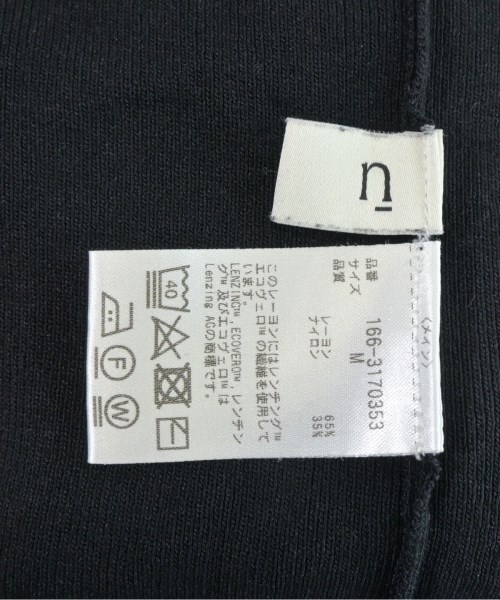 n
〈メイン〉
品番 166-3170353
サイズ M
品質
レーヨン 65%
ナイロン 35%
このレーヨンにはレンチング™
エコヴェロ™の繊維を使用して
います。
LENZING™, ECOVERO™, レンチン
グ™ 及びエコヴェロ™ は
Lenzing AGの商標です。
40
F
W